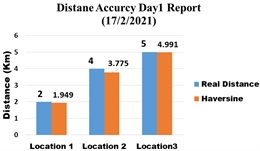 Distane Accurcy Day1 Report
(17/2/2021)
Distance (Km)
6
5
4
3
2
1
0
2
1.949
4
3.775
5
4.991
Location 1
Location 2
Location3
Real Distance
Haversine